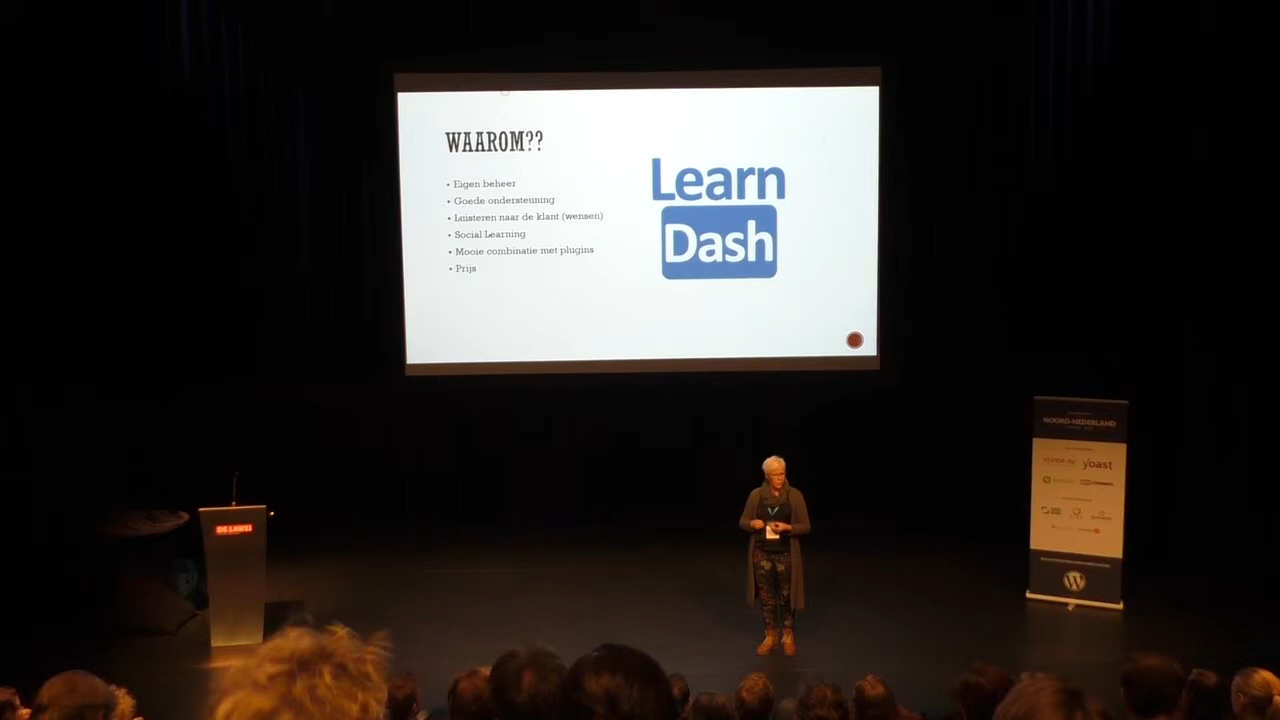 WAAROM??
• Eigen beheer
• Goede ondersteuning
• Luisteren naar de klant (wensen)
• Social Learning
• Mooie combinatie met plugins
• Prijs
Learn
Dash
DE LAWEI
NOORD-NEDERLAND
yoast